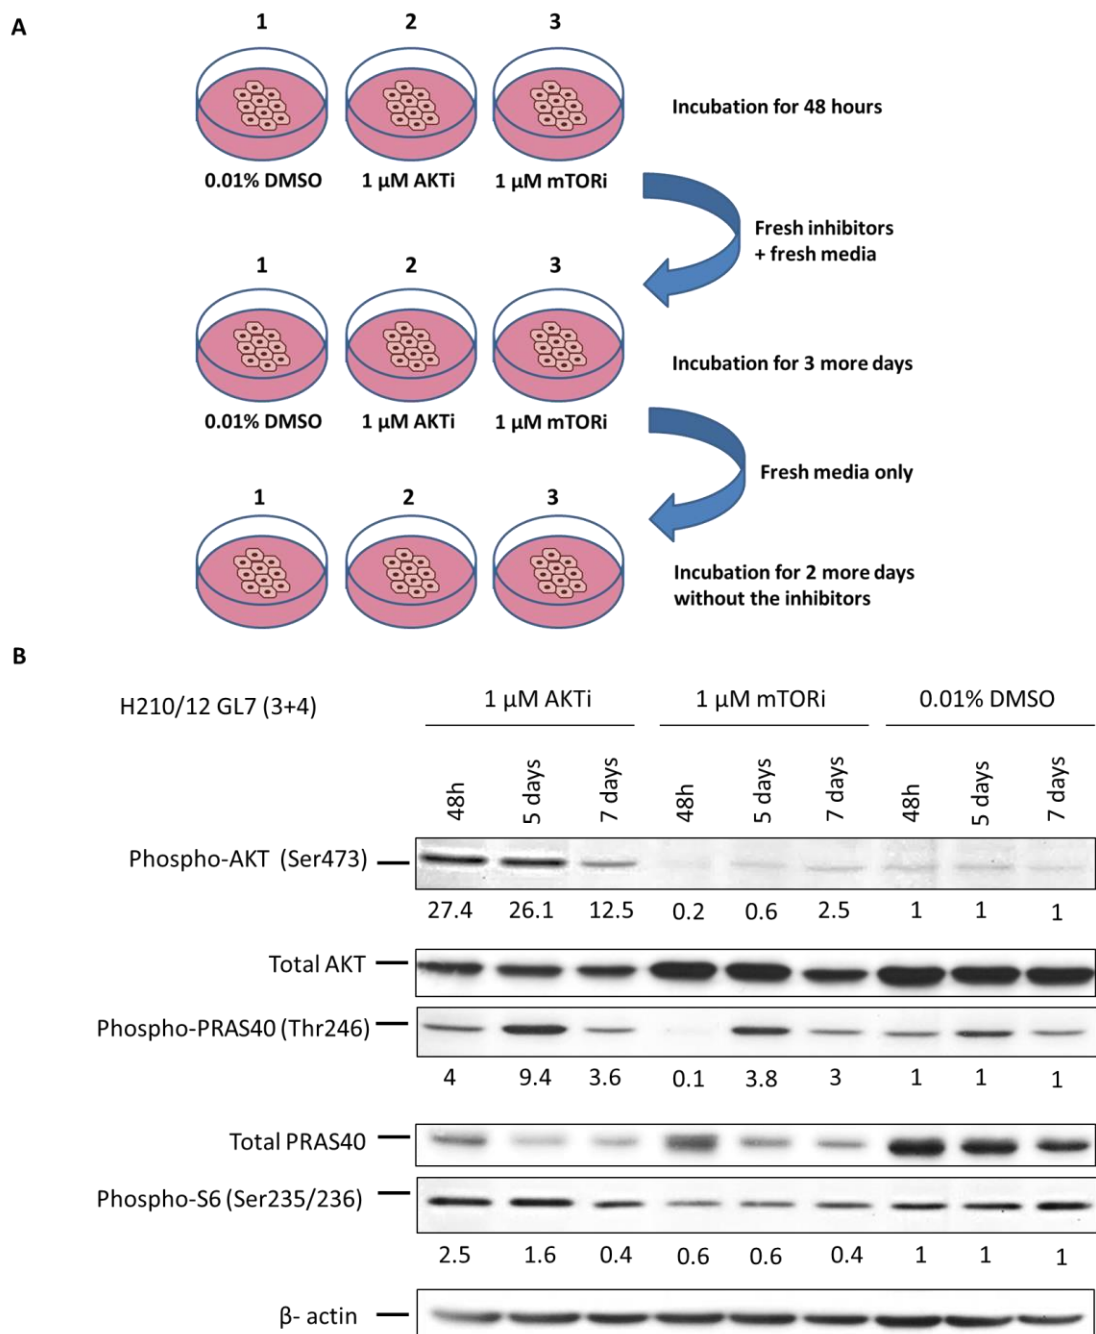 A
1 2 3
Incubation for 48 hours
0.01% DMSO 1 µM AKTi 1 µM mTORi
Fresh inhibitors
+ fresh media
1 2 3
Incubation for 3 more days
0.01% DMSO 1 µM AKTi 1 µM mTORi
Fresh media only
1 2 3
Incubation for 2 more days
without the inhibitors
B
H210/12 GL7 (3+4)
1 µM AKTi 1 µM mTORi 0.01% DMSO
48h 5 days 7 days 48h 5 days 7 days 48h 5 days 7 days
Phospho-AKT (Ser473)
27.4 26.1 12.5 0.2 0.6 2.5 1 1 1
Total AKT
Phospho-PRAS40 (Thr246)
4 9.4 3.6 0.1 3.8 3 1 1 1
Total PRAS40
Phospho-S6 (Ser235/236)
2.5 1.6 0.4 0.6 0.6 0.4 1 1 1
β- actin